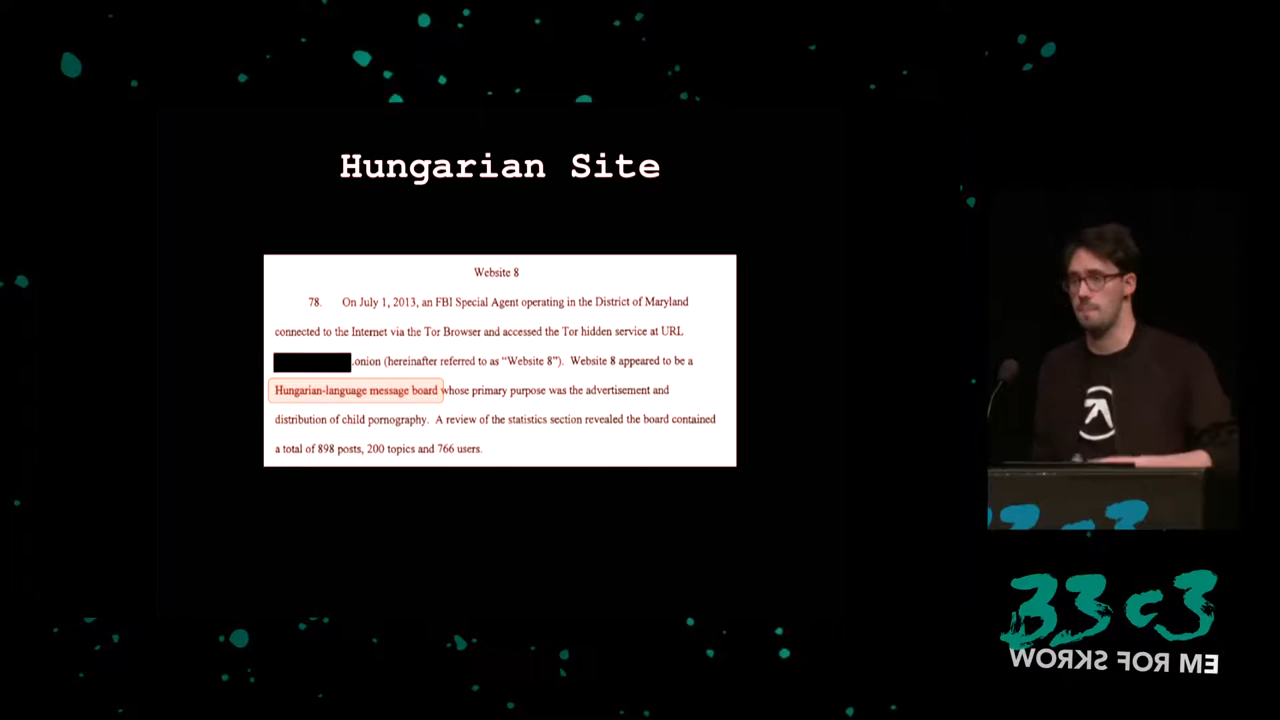 Hungarian Site
Website 8
78. On July 1, 2013, an FBI Special Agent operating in the District of Maryland
connected to the Internet via the Tor Browser and accessed the Tor hidden service at URL
.onion (hereinafter referred to as “Website 8”). Website 8 appeared to be a
Hungarian-language message board whose primary purpose was the advertisement and
distribution of child pornography. A review of the statistics section revealed the board contained
a total of 898 posts, 200 topics and 766 users.
33c3
WORKS FOR ME